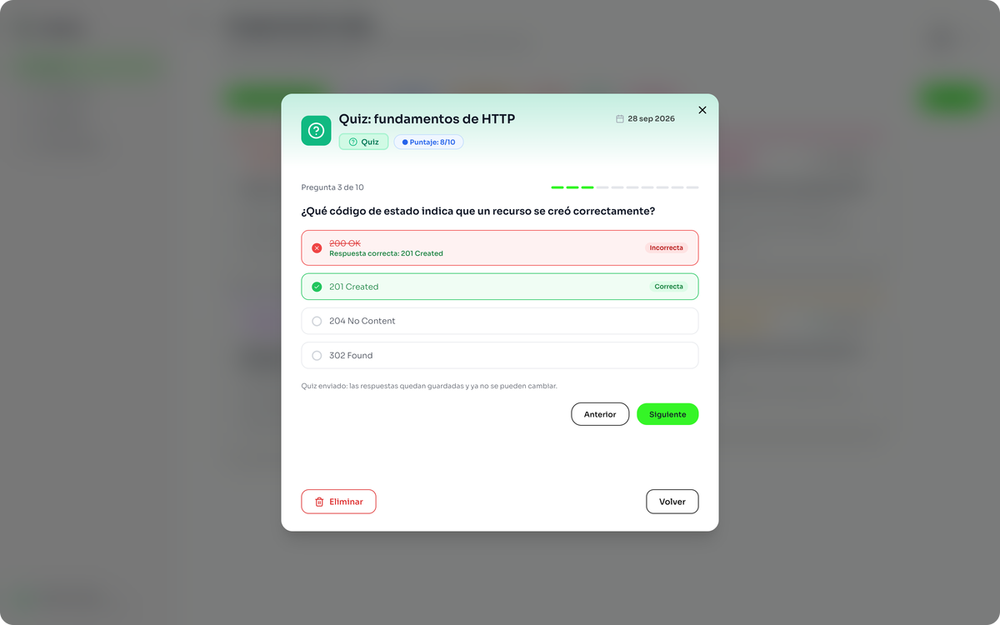 Quiz: fundamentos de HTTP
28 sep 2026
Quiz
Puntaje: 8/10
Pregunta 3 de 10
¿Qué código de estado indica que un recurso se creó correctamente?
200 OK
Respuesta correcta: 201 Created
Incorrecta
201 Created
Correcta
204 No Content
302 Found
Quiz enviado: las respuestas quedan guardadas y ya no se pueden cambiar.
Anterior
Siguiente
Eliminar
Volver